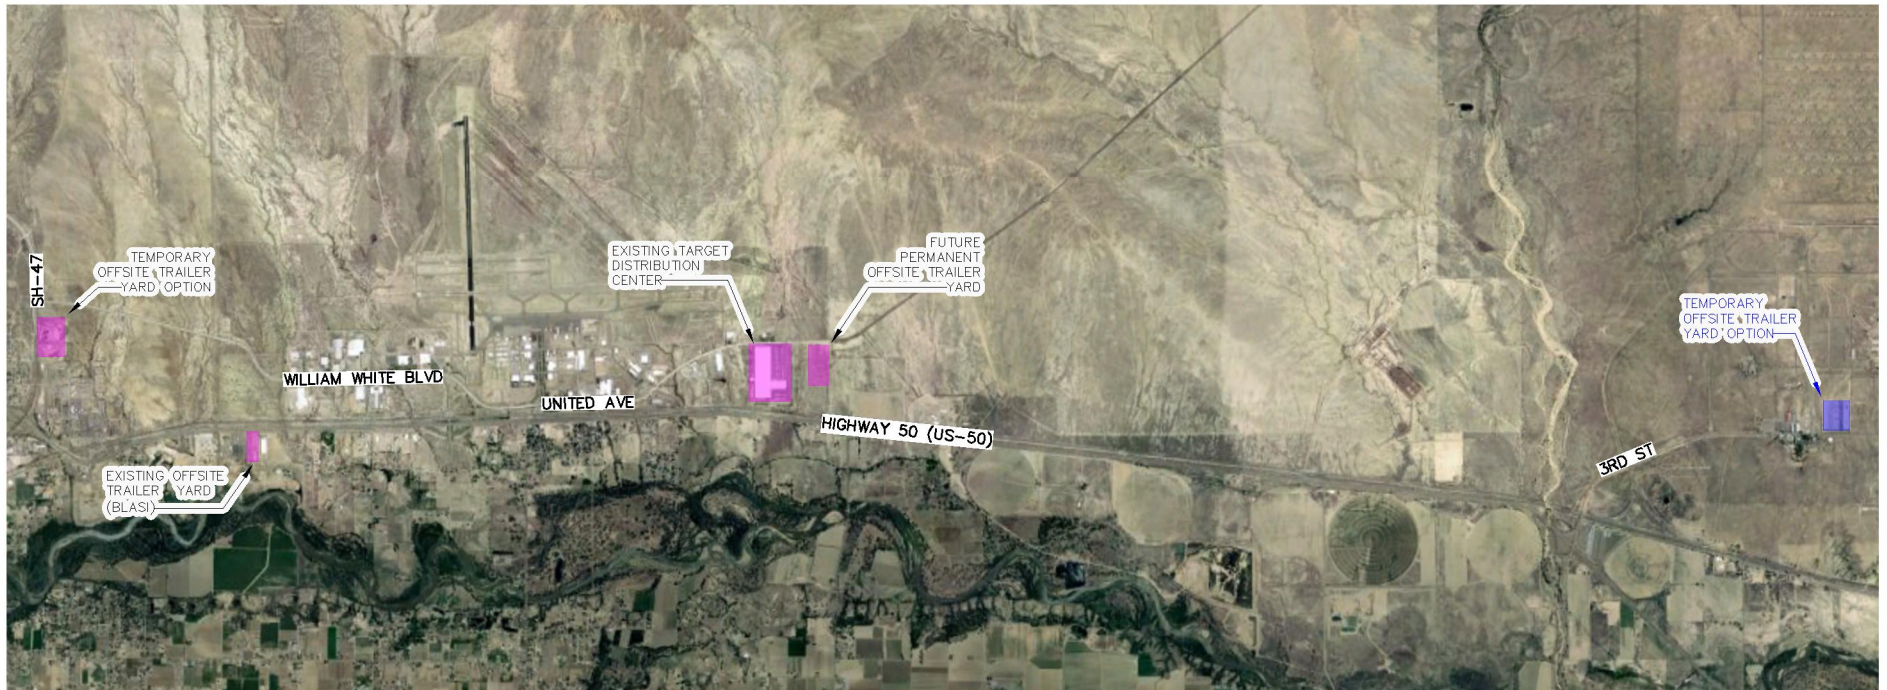 SH-47
TEMPORARY
OFFSITE TRAILER
YARD OPTION
EXISTING TARGET
DISTRIBUTION
CENTER
FUTURE
PERMANENT
OFFSITE TRAILER
YARD
TEMPORARY
OFFSITE TRAILER
YARD OPTION
WILLIAM WHITE BLVD
UNITED AVE
HIGHWAY 50 (US-50)
3RD ST
EXISTING OFFSITE
TRAILER YARD
(BLASI)